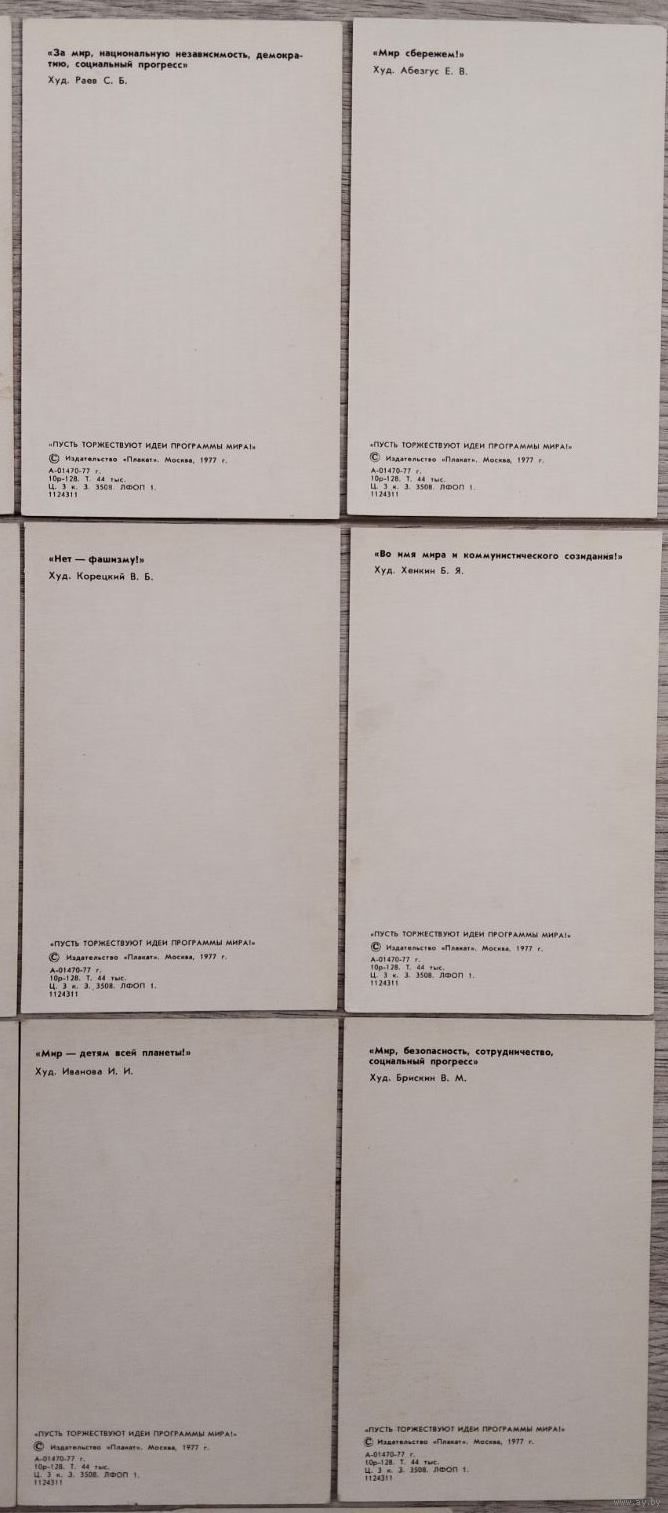 «За мир, национальную независимость, демокра-
тию, социальный прогресс»
Худ. Раев С. Б.
«ПУСТЬ ТОРЖЕСТВУЮТ ИДЕИ ПРОГРАММЫ МИРА!»
© Издательство «Плакат». Москва, 1977 г.
А-01470-77 г.
10р-128. Т. 44 тыс.
Ц. 3 к. З. 3508. ЛФОП 1.
1124311
«Мир сбережем!»
Худ. Абезгус Е. В.
«ПУСТЬ ТОРЖЕСТВУЮТ ИДЕИ ПРОГРАММЫ МИРА!»
© Издательство «Плакат». Москва, 1977 г.
А-01470-77 г.
10р-128. Т. 44 тыс.
Ц. 3 к. З. 3508. ЛФОП 1.
1124311
«Нет — фашизму!»
Худ. Корецкий В. Б.
«ПУСТЬ ТОРЖЕСТВУЮТ ИДЕИ ПРОГРАММЫ МИРА!»
© Издательство «Плакат». Москва, 1977 г.
А-01470-77 г.
10р-128. Т. 44 тыс.
Ц. 3 к. З. 3508. ЛФОП 1.
1124311
«Во имя мира и коммунистического созидания!»
Худ. Хенкин Б. Я.
«ПУСТЬ ТОРЖЕСТВУЮТ ИДЕИ ПРОГРАММЫ МИРА!»
© Издательство «Плакат». Москва, 1977 г.
А-01470-77 г.
10р-128. Т. 44 тыс.
Ц. 3 к. З. 3508. ЛФОП 1.
1124311
«Мир — детям всей планеты!»
Худ. Иванова И. И.
«ПУСТЬ ТОРЖЕСТВУЮТ ИДЕИ ПРОГРАММЫ МИРА!»
© Издательство «Плакат». Москва, 1977 г.
А-01470-77 г.
10р-128. Т. 44 тыс.
Ц. 3 к. З. 3508. ЛФОП 1.
1124311
«Мир, безопасность, сотрудничество,
социальный прогресс»
Худ. Брискин В. М.
«ПУСТЬ ТОРЖЕСТВУЮТ ИДЕИ ПРОГРАММЫ МИРА!»
© Издательство «Плакат». Москва, 1977 г.
А-01470-77 г.
10р-128. Т. 44 тыс.
Ц. 3 к. З. 3508. ЛФОП 1.
1124311
www.ay.by